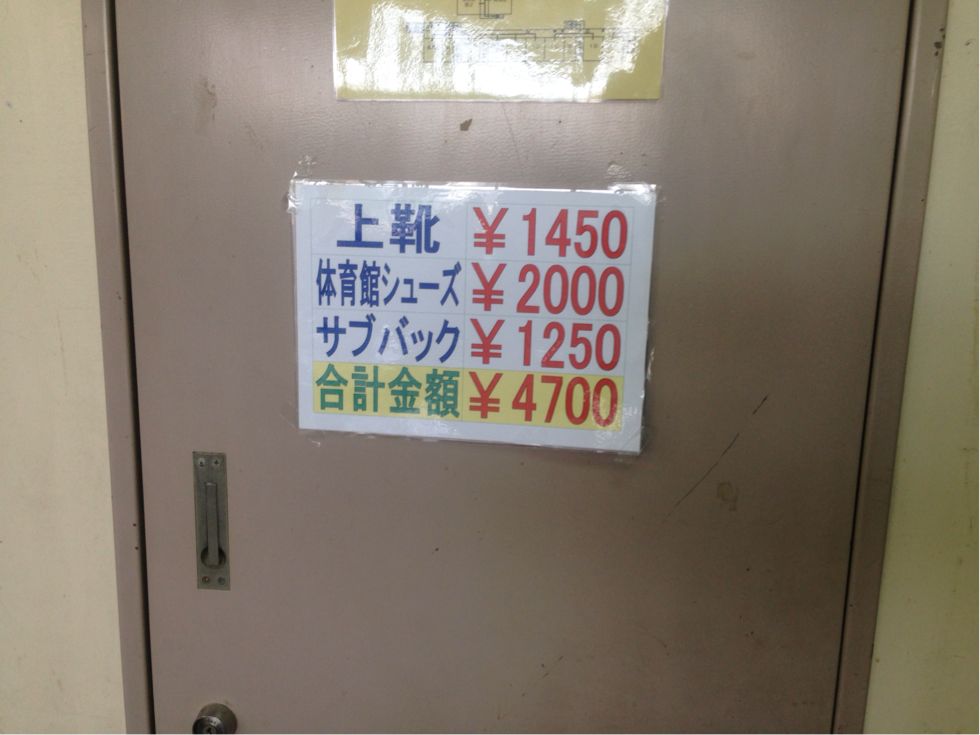 上靴 ¥1450
体育館シューズ ¥2000
サブバック ¥1250
合計金額 ¥4700